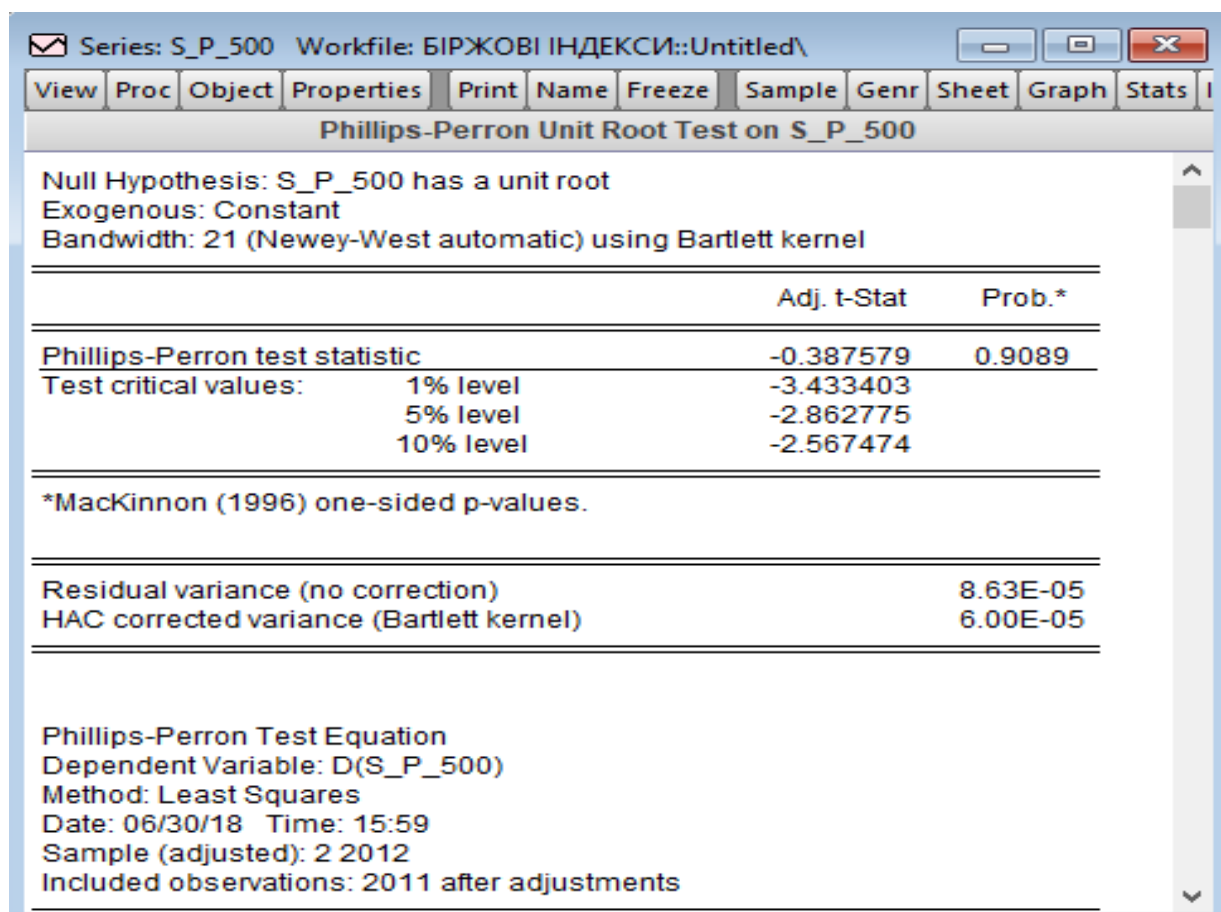 Series: S_P_500 Workfile: БІРЖОВІ ІНДЕКСИ::Untitled\
View Proc Object Properties Print Name Freeze Sample Genr Sheet Graph Stats I
Phillips-Perron Unit Root Test on S_P_500
Null Hypothesis: S_P_500 has a unit root
Exogenous: Constant
Bandwidth: 21 (Newey-West automatic) using Bartlett kernel
Adj. t-Stat Prob.*
Phillips-Perron test statistic -0.387579 0.9089
Test critical values: 1% level -3.433403
5% level -2.862775
10% level -2.567474
*MacKinnon (1996) one-sided p-values.
Residual variance (no correction) 8.63E-05
HAC corrected variance (Bartlett kernel) 6.00E-05
Phillips-Perron Test Equation
Dependent Variable: D(S_P_500)
Method: Least Squares
Date: 06/30/18 Time: 15:59
Sample (adjusted): 2 2012
Included observations: 2011 after adjustments